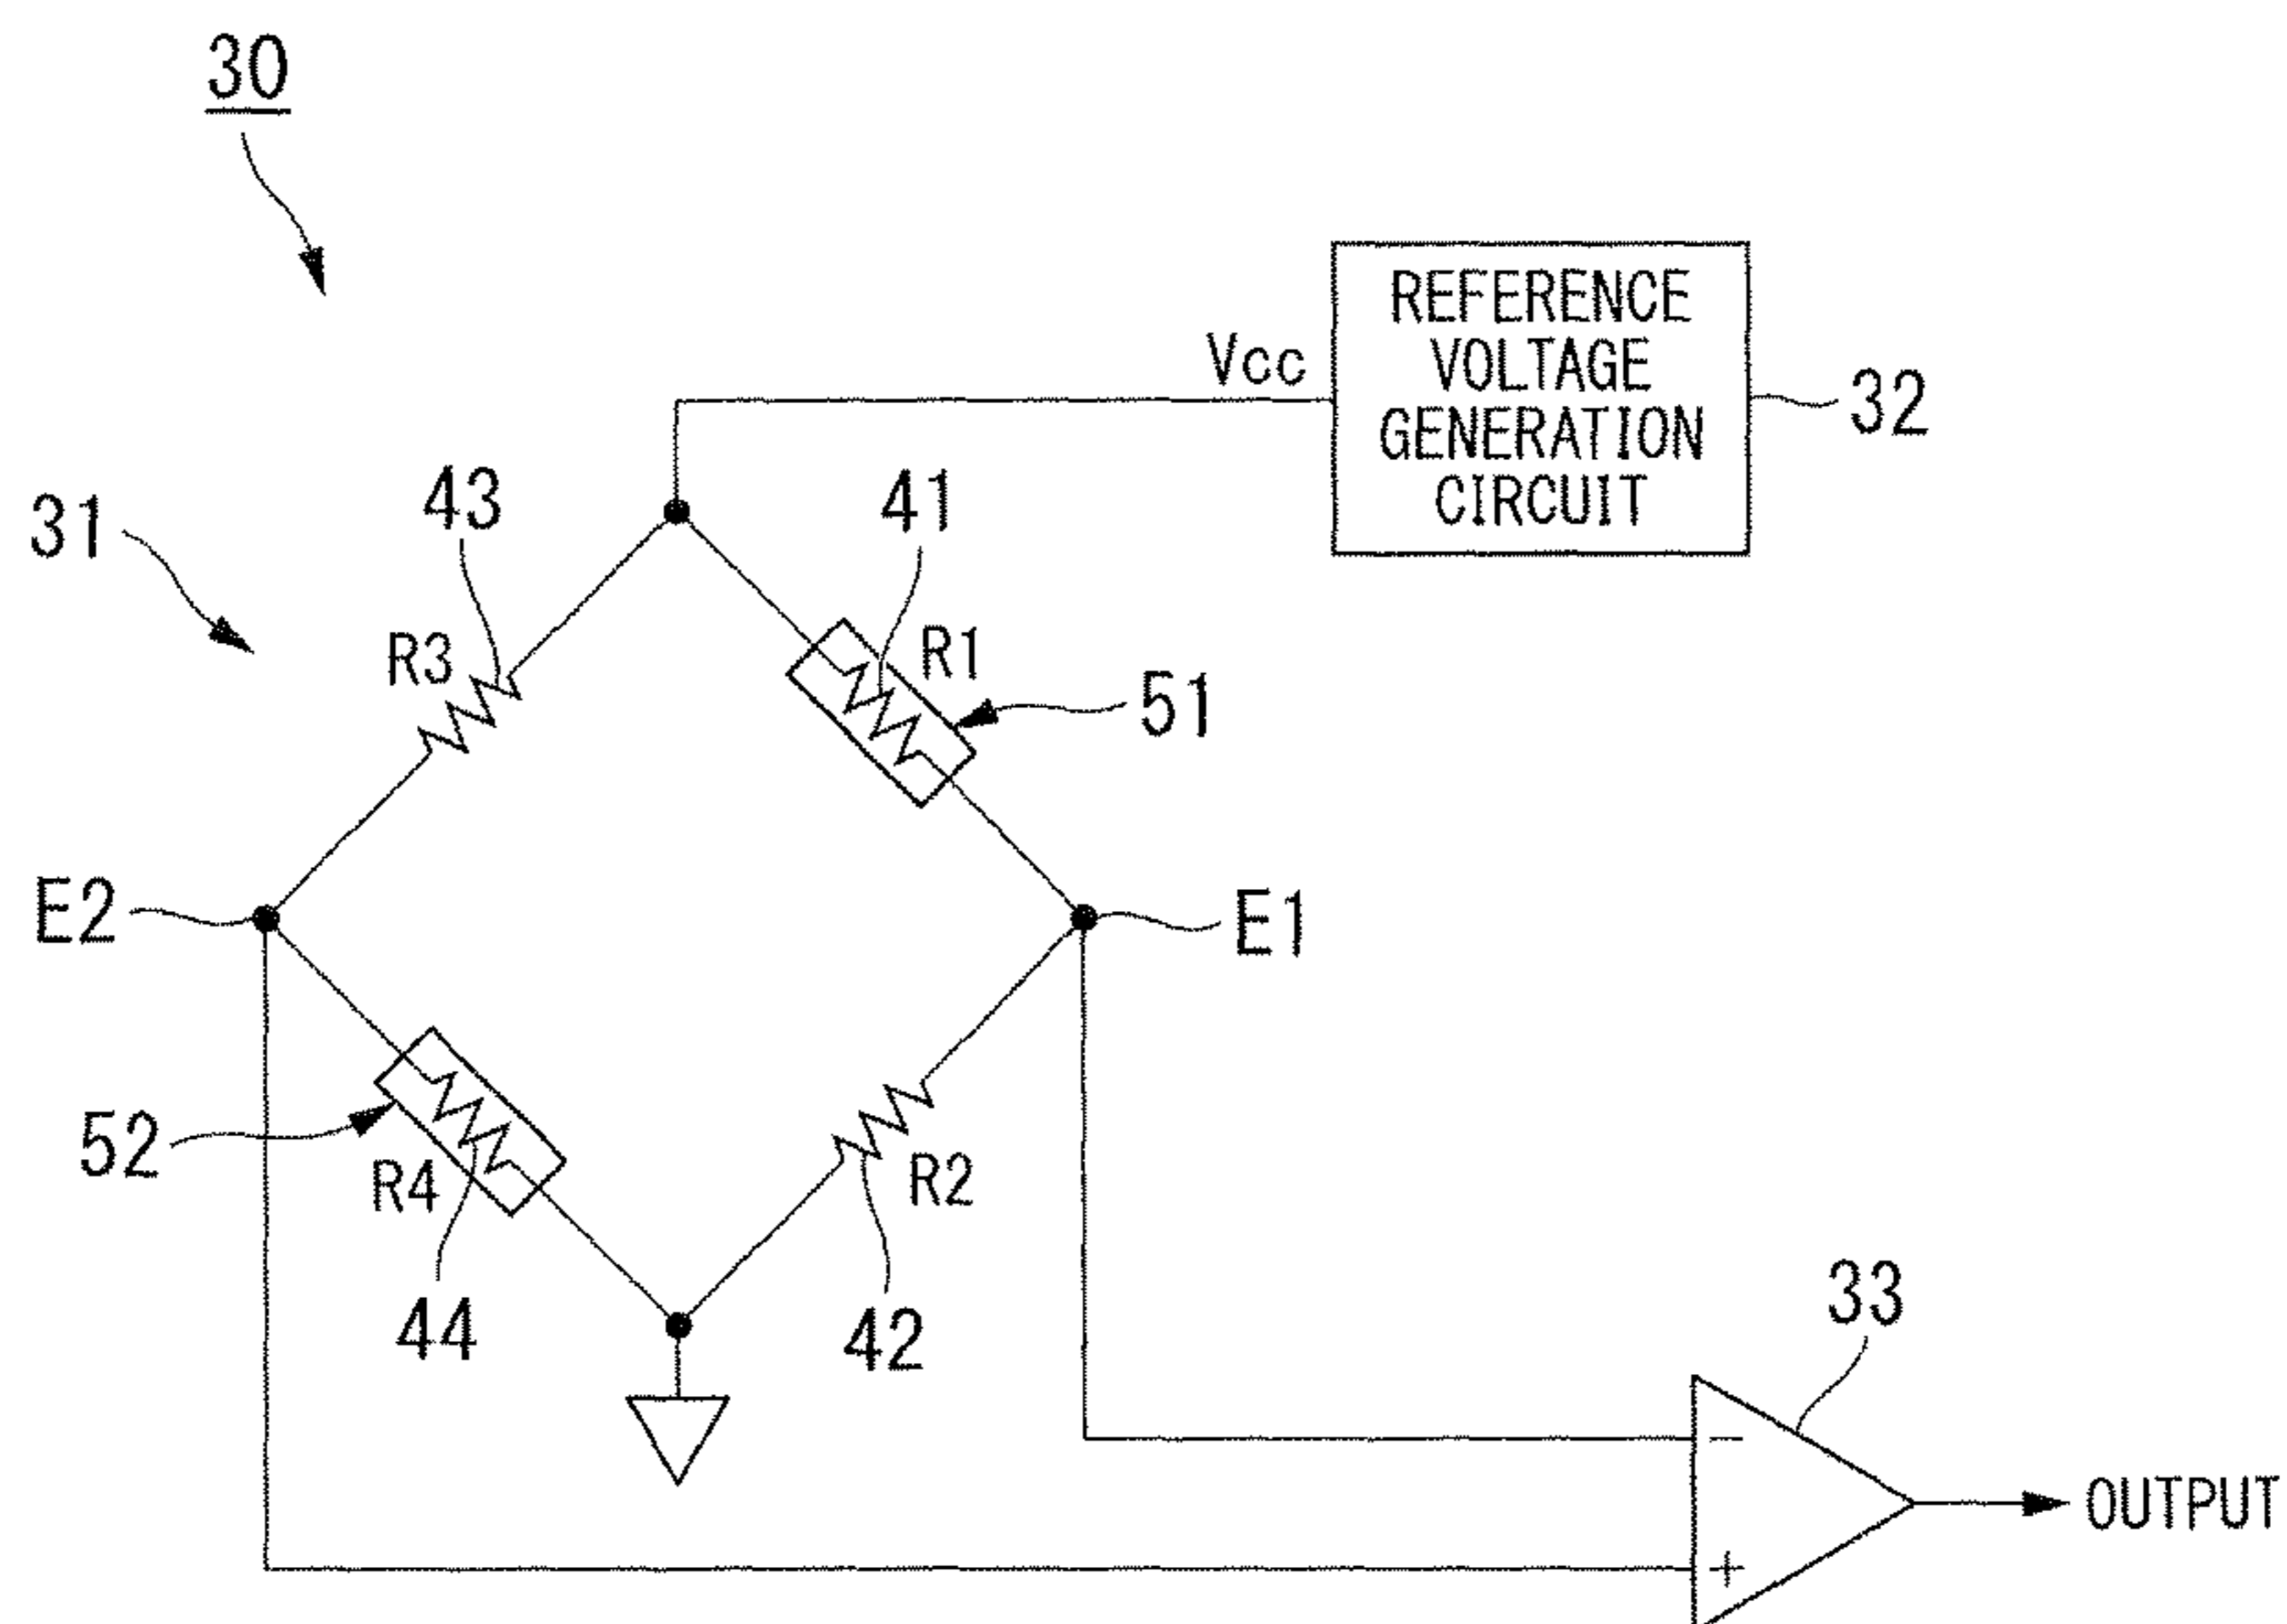 30
REFERENCE
VOLTAGE
GENERATION
CIRCUIT
Vcc
32
31
43
41
R3
R1
51
E2
E1
52
R4
R2
44
42
33
−
+
OUTPUT